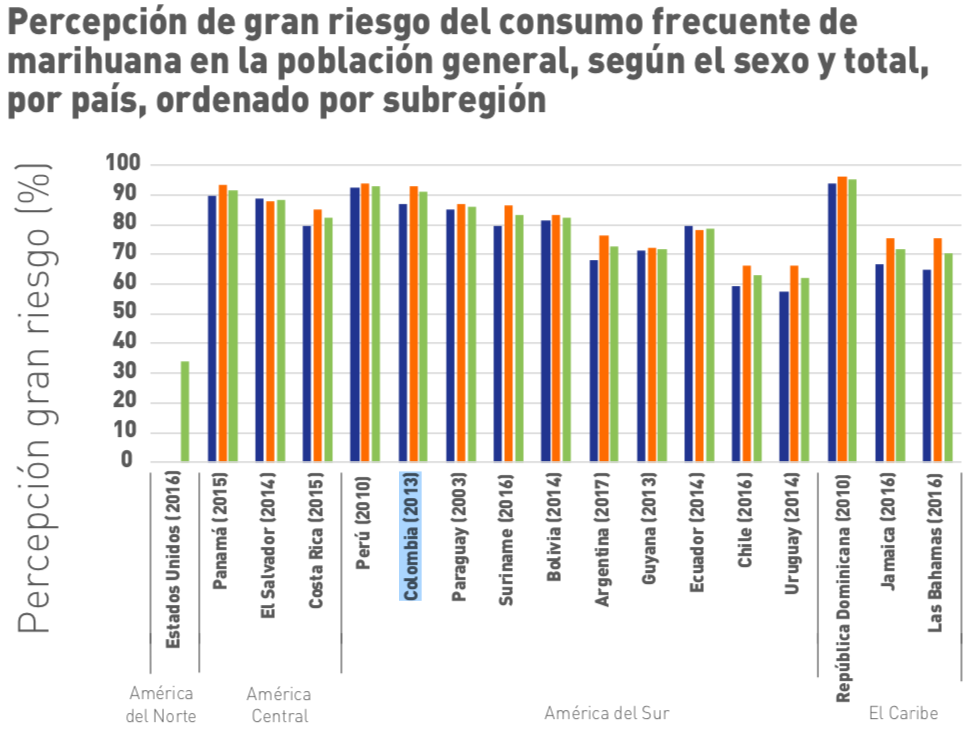 Percepción de gran riesgo del consumo frecuente de
marihuana en la población general, según el sexo y total,
por país, ordenado por subregión
Percepción gran riesgo (%)
100
90
80
70
60
50
40
30
20
10
0
Estados Unidos (2016)
Panamá (2015)
El Salvador (2014)
Costa Rica (2015)
Perú (2010)
Colombia (2013)
Paraguay (2003)
Suriname (2016)
Bolivia (2014)
Argentina (2017)
Guyana (2013)
Ecuador (2014)
Chile (2016)
Uruguay (2014)
República Dominicana (2010)
Jamaica (2016)
Las Bahamas (2016)
América
del Norte
América
Central
América del Sur
El Caribe